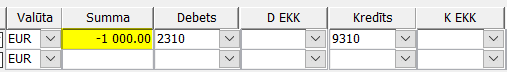 Valūta Summa Debets D EKK Kredīts K EKK
EUR -1 000.00 2310 9310
EUR